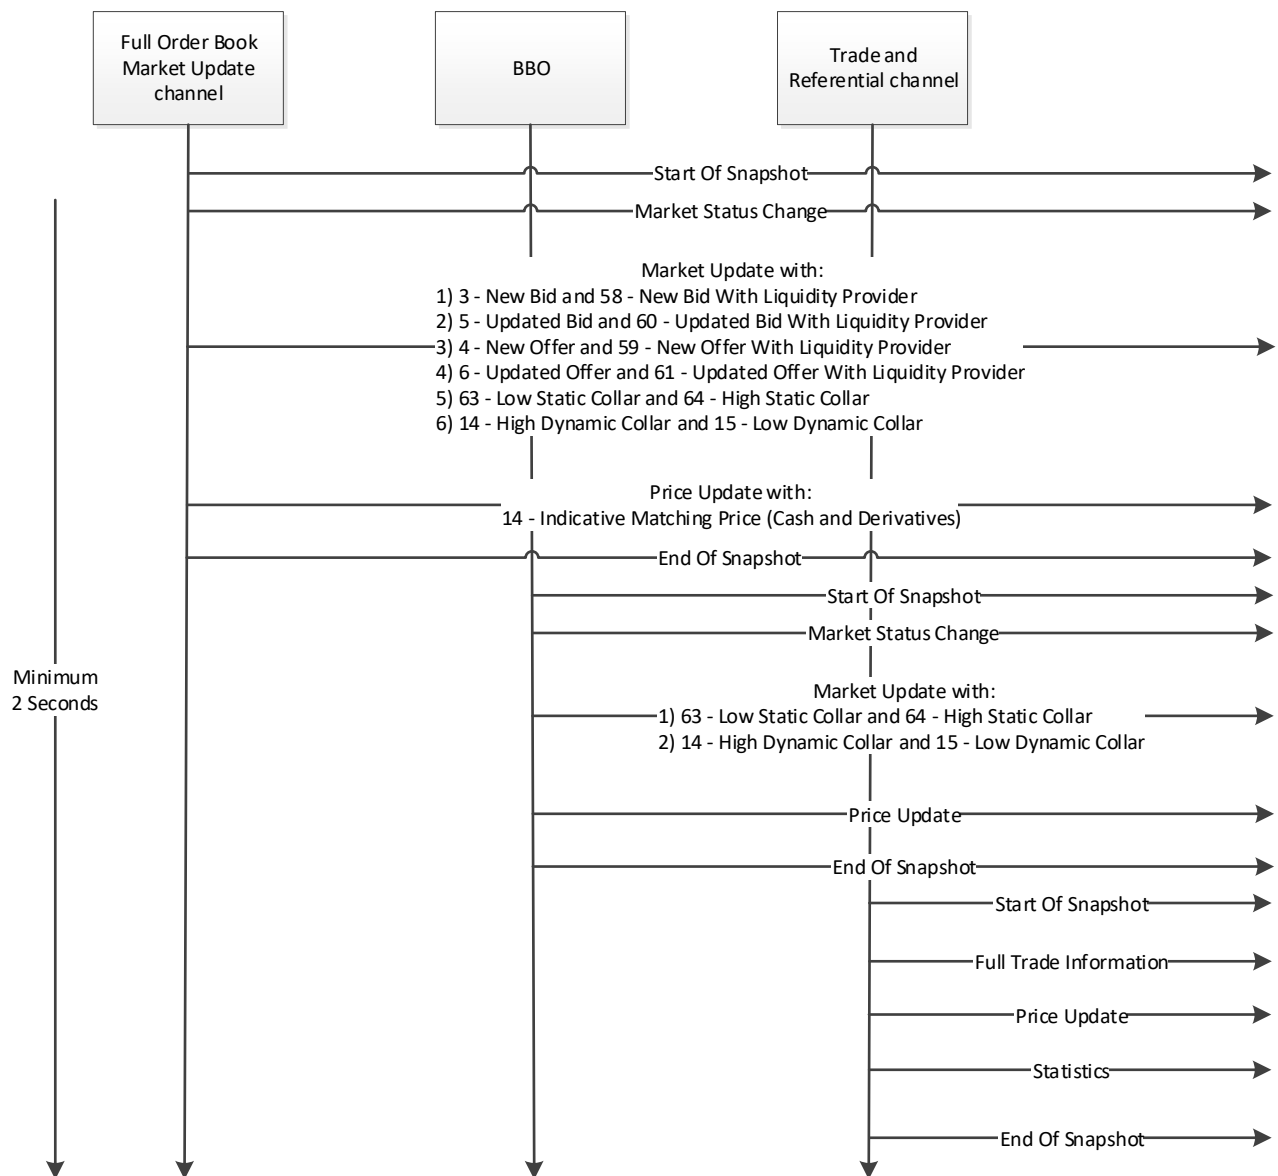 Full Order Book
Market Update
channel
BBO
Trade and
Referential channel
Start Of Snapshot
Market Status Change
Market Update with:
1) 3 - New Bid and 58 - New Bid With Liquidity Provider
2) 5 - Updated Bid and 60 - Updated Bid With Liquidity Provider
3) 4 - New Offer and 59 - New Offer With Liquidity Provider
4) 6 - Updated Offer and 61 - Updated Offer With Liquidity Provider
5) 63 - Low Static Collar and 64 - High Static Collar
6) 14 - High Dynamic Collar and 15 - Low Dynamic Collar
Price Update with:
14 - Indicative Matching Price (Cash and Derivatives)
End Of Snapshot
Start Of Snapshot
Market Status Change
Minimum
2 Seconds
Market Update with:
1) 63 - Low Static Collar and 64 - High Static Collar
2) 14 - High Dynamic Collar and 15 - Low Dynamic Collar
Price Update
End Of Snapshot
Start Of Snapshot
Full Trade Information
Price Update
Statistics
End Of Snapshot